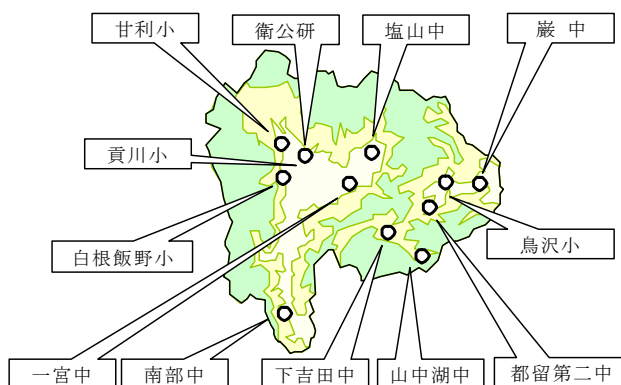 甘利小
衛公研
塩山中
巌 中
貢川小
白根飯野小
鳥沢小
一宮中
南部中
下吉田中
山中湖中
都留第二中